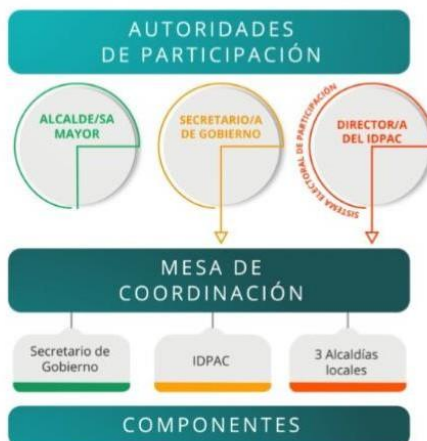 AUTORIDADES
DE PARTICIPACIÓN
ALCALDE/SA
MAYOR
SECRETARIO/A
DE GOBIERNO
SISTEMA ELECTORAL DE PARTICIPACIÓN
DIRECTOR/A
DEL IDPAC
MESA DE
COORDINACIÓN
Secretario de
Gobierno
IDPAC
3 Alcaldías
locales
COMPONENTES